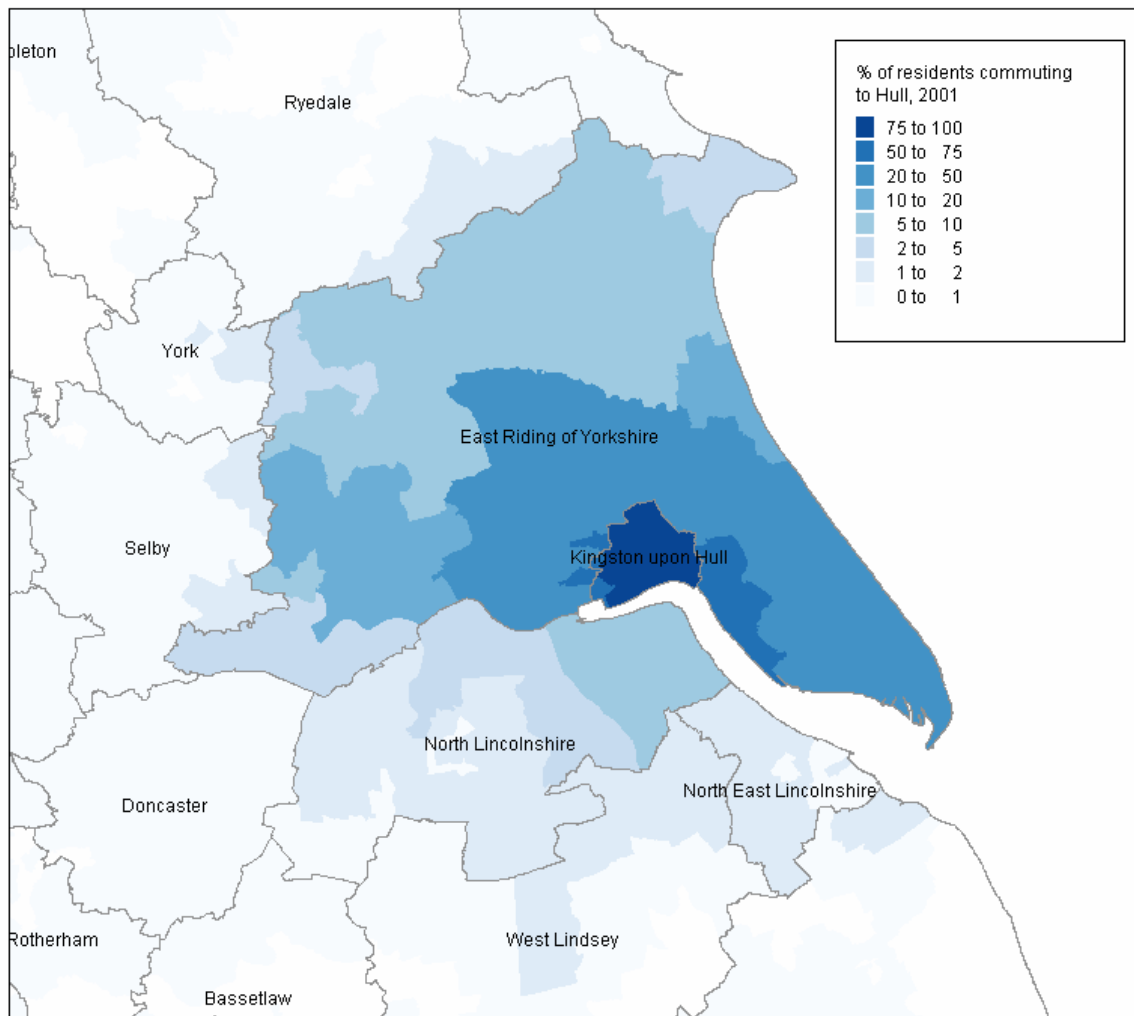 pleton
Ryedale
% of residents commuting
to Hull, 2001
75 to 100
50 to 75
20 to 50
10 to 20
5 to 10
2 to 5
1 to 2
0 to 1
York
East Riding of Yorkshire
Selby
Kingston upon Hull
North Lincolnshire
North East Lincolnshire
Doncaster
Rotherham
West Lindsey
Bassetlaw